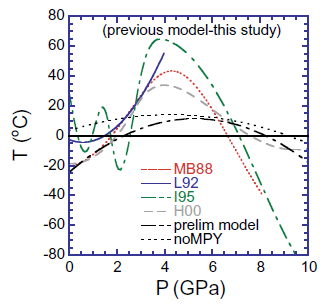 80
(previous model-this study)
60
40
20
0
-20
-40
-60
-80
T (°C)
MB88
L92
I95
H00
prelim model
noMPY
0 2 4 6 8 10
P (GPa)